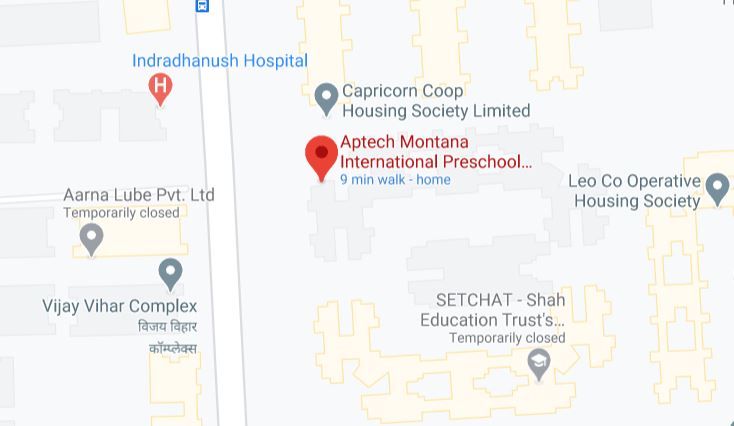 Indradhanush Hospital
H
Capricorn Coop
Housing Society Limited
Aptech Montana
International Preschool...
9 min walk - home
Leo Co Operative
Housing Society
Aarna Lube Pvt. Ltd
Temporarily closed
Vijay Vihar Complex
विजय विहार
कॉम्प्लेक्स
SETCHAT - Shah
Education Trust's...
Temporarily closed